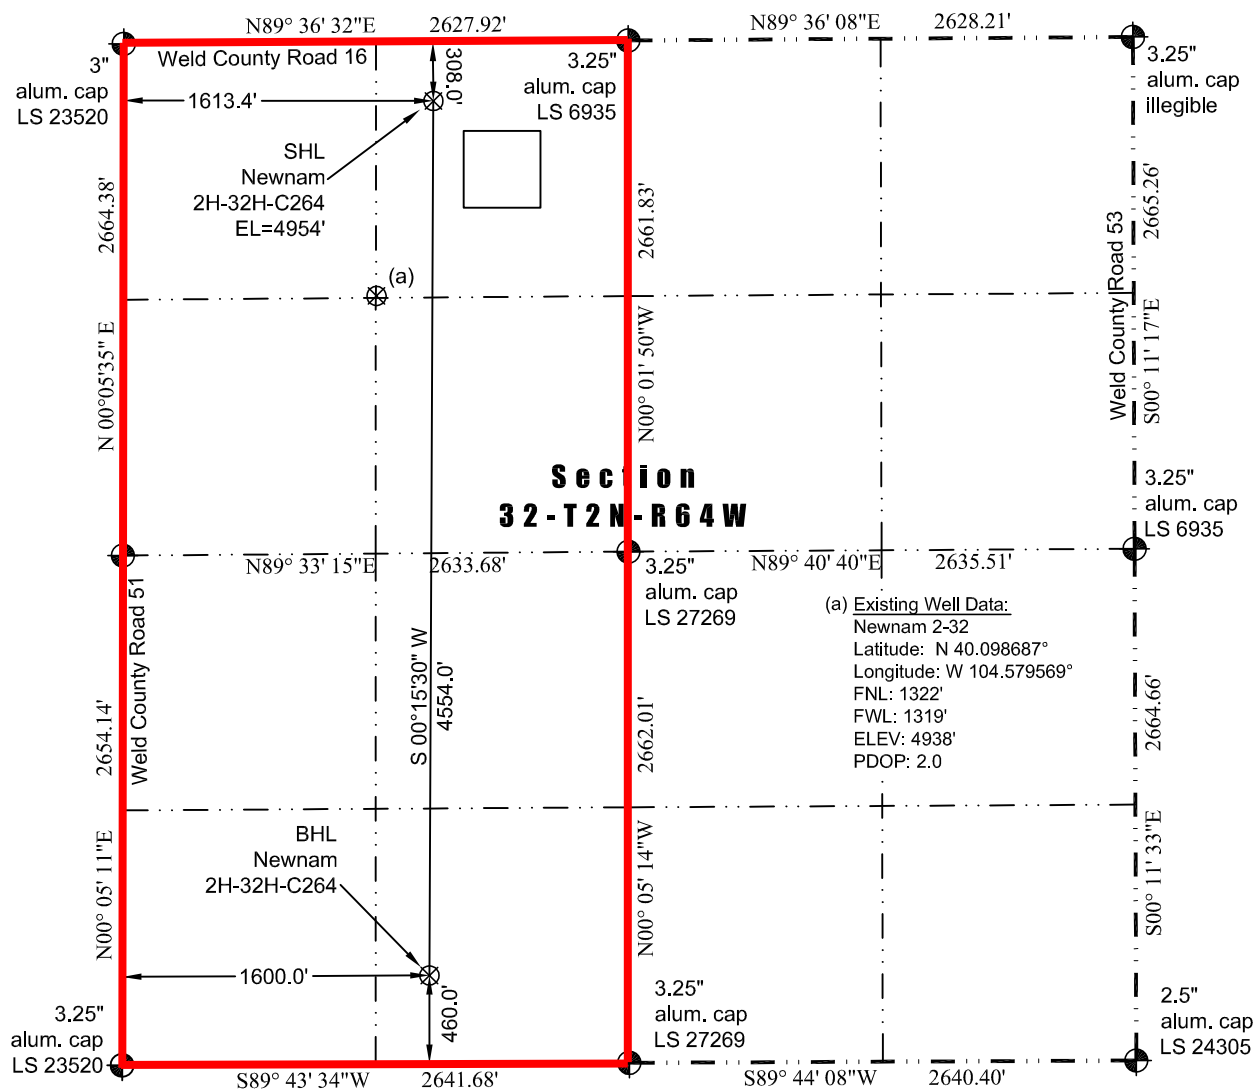 N89° 36' 32"E 2627.92'
N89° 36' 08"E 2628.21'
Weld County Road 16
3"
alum. cap
LS 23520
308.0'
3.25"
alum. cap
LS 6935
3.25"
alum. cap
illegible
1613.4'
SHL
Newnam
2H-32H-C264
EL=4954'
2664.38'
2661.83'
2665.26'
Weld County Road 53
(a)
N 00°05'35" E
N00° 01' 50"W
S00° 11' 17"E
Section
32-T2N-R64W
3.25"
alum. cap
LS 6935
N89° 33' 15"E 2633.68'
N89° 40' 40"E 2635.51'
3.25"
alum. cap
LS 27269
Weld County Road 51
S 00°15'30" W
4554.0'
(a) Existing Well Data:
Newnam 2-32
Latitude: N 40.098687°
Longitude: W 104.579569°
FNL: 1322'
FWL: 1319'
ELEV: 4938'
PDOP: 2.0
2654.14'
2662.01'
2664.66'
BHL
Newnam
2H-32H-C264
N00° 05' 11"E
N00° 05' 14"W
S00° 11' 33"E
1600.0'
460.0'
3.25"
alum. cap
LS 23520
3.25"
alum. cap
LS 27269
2.5"
alum. cap
LS 24305
S89° 43' 34"W 2641.68'
S89° 44' 08"W 2640.40'